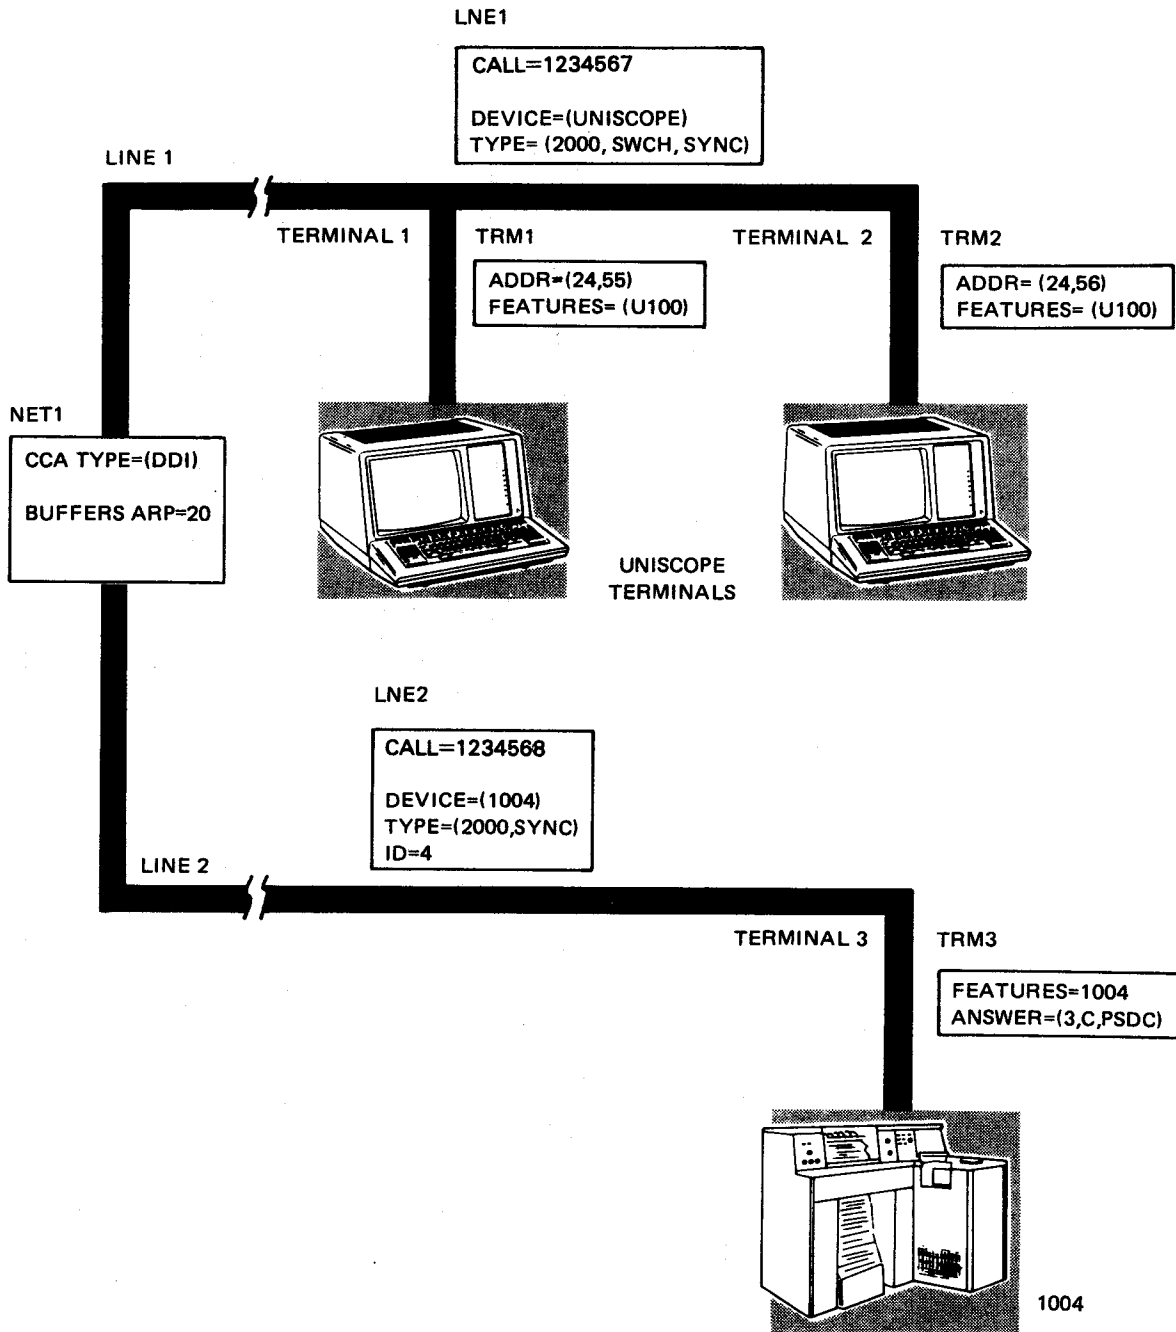 LNE1
CALL=1234567
DEVICE=(UNISCOPE)
TYPE= (2000, SWCH, SYNC)
LINE 1
TERMINAL 1
TRM1
ADDR=(24,55)
FEATURES= (U100)
TERMINAL 2
TRM2
ADDR= (24,56)
FEATURES= (U100)
NET1
CCA TYPE=(DDI)
BUFFERS ARP=20
UNISCOPE
TERMINALS
LNE2
CALL=1234568
DEVICE=(1004)
TYPE=(2000,SYNC)
ID=4
LINE 2
TERMINAL 3
TRM3
FEATURES=1004
ANSWER=(3,C,PSDC)
1004